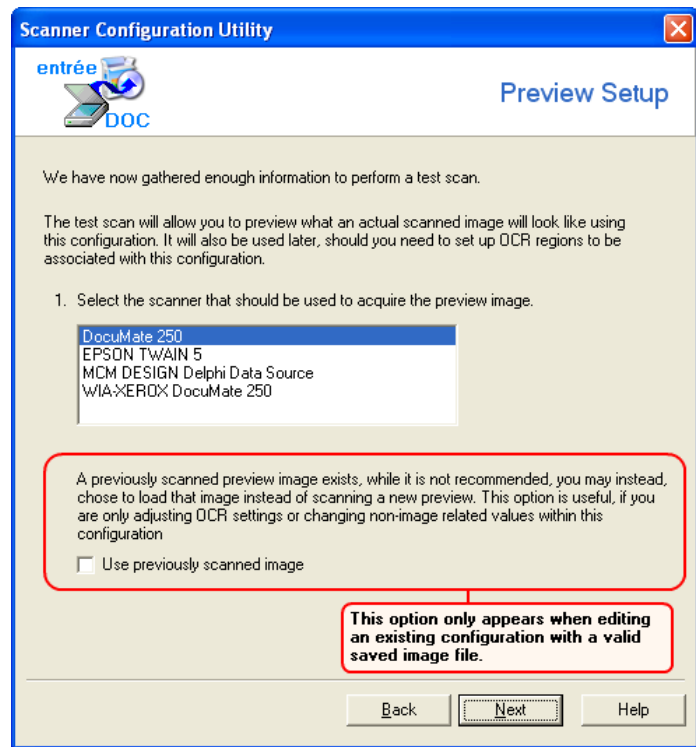 Scanner Configuration Utility
entrée
DOC
Preview Setup
We have now gathered enough information to perform a test scan.
The test scan will allow you to preview what an actual scanned image will look like using
this configuration. It will also be used later, should you need to set up OCR regions to be
associated with this configuration.
1. Select the scanner that should be used to acquire the preview image.
DocuMate 250
EPSON TWAIN 5
MCM DESIGN Delphi Data Source
WIA-XEROX DocuMate 250
A previously scanned preview image exists, while it is not recommended, you may instead,
chose to load that image instead of scanning a new preview. This option is useful, if you
are only adjusting OCR settings or changing non-image related values within this
configuration
Use previously scanned image
This option only appears when editing
an existing configuration with a valid
saved image file.
Back
Next
Help